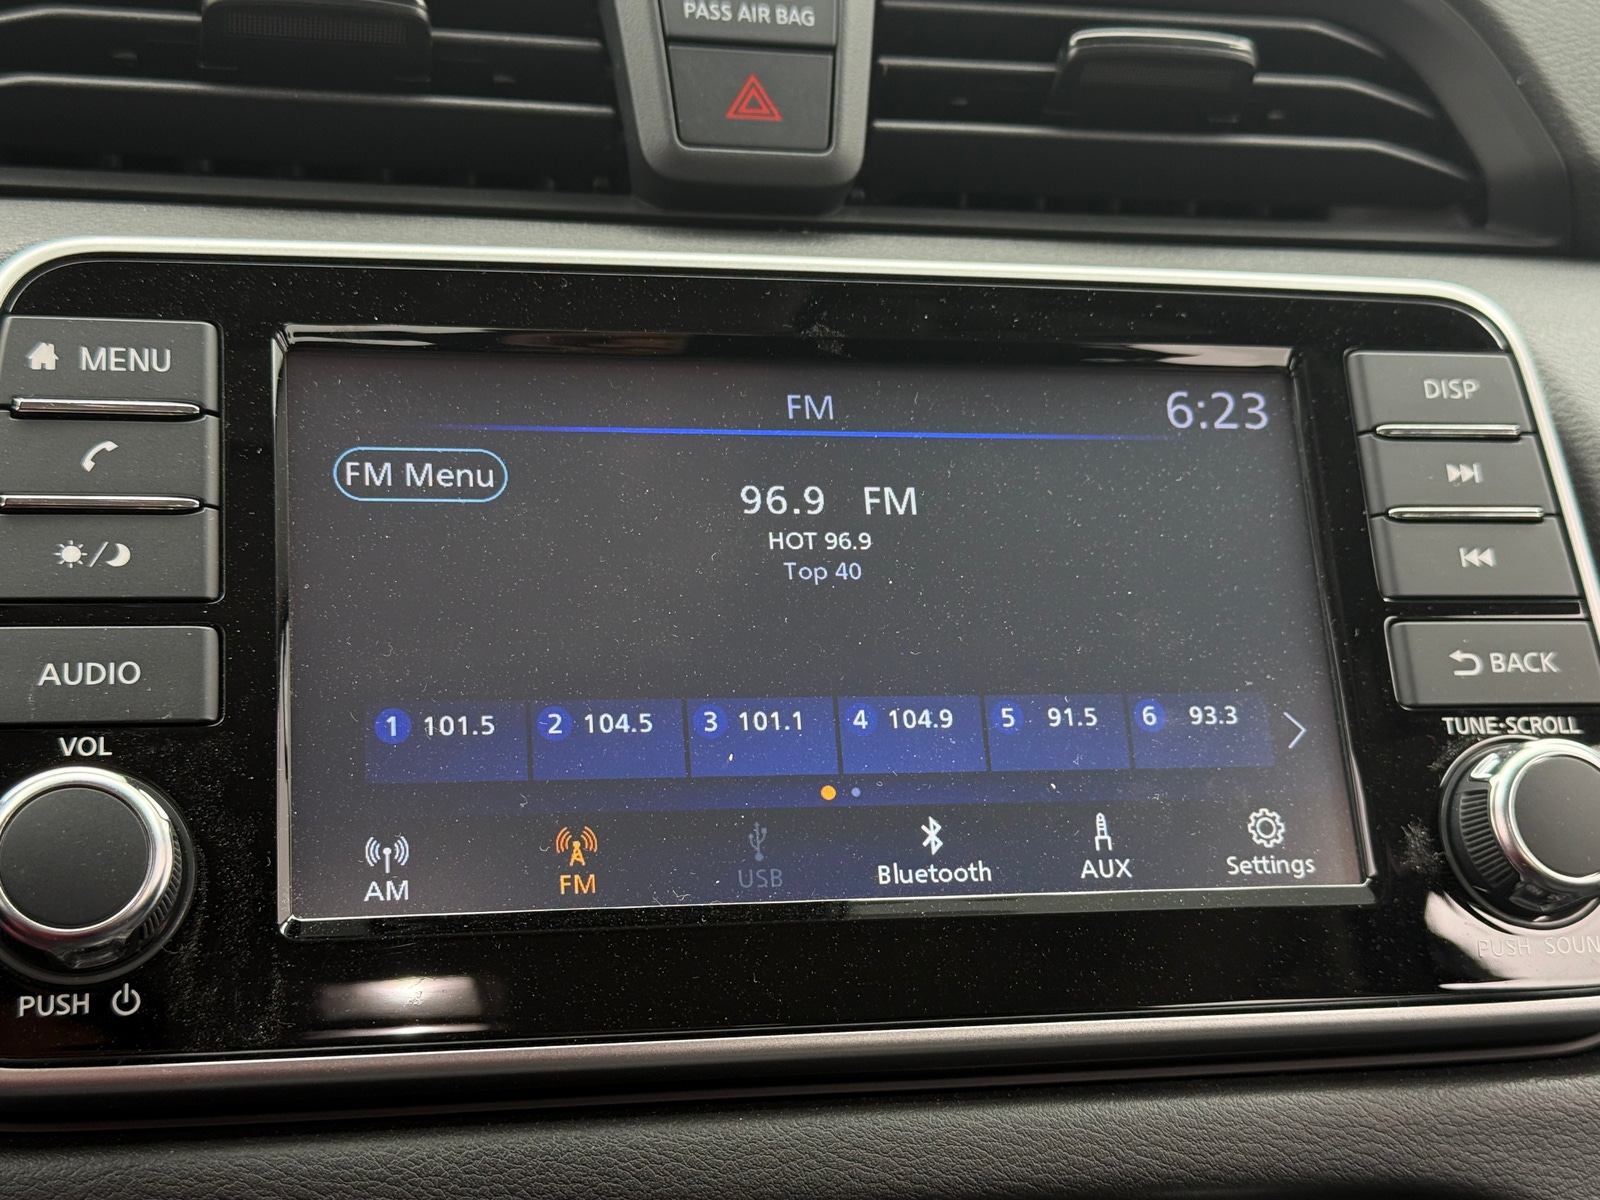 PASS AIR BAG
MENU
DISP
FM
6:23
FM Menu
96.9 FM
HOT 96.9
Top 40
AUDIO
BACK
VOL
TUNE·SCROLL
1 101.5
2 104.5
3 101.1
4 104.9
5 91.5
6 93.3
AM
FM
USB
Bluetooth
AUX
Settings
PUSH
PUSH SOUN